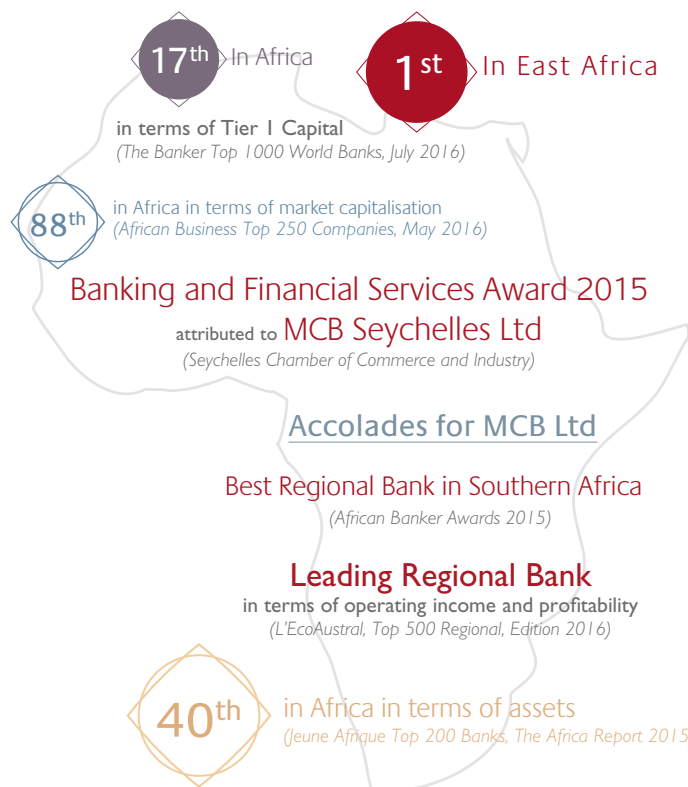 17th In Africa
1st In East Africa
in terms of Tier 1 Capital
(The Banker Top 1000 World Banks, July 2016)
88th
in Africa in terms of market capitalisation
(African Business Top 250 Companies, May 2016)
Banking and Financial Services Award 2015
attributed to MCB Seychelles Ltd
(Seychelles Chamber of Commerce and Industry)
Accolades for MCB Ltd
Best Regional Bank in Southern Africa
(African Banker Awards 2015)
Leading Regional Bank
in terms of operating income and profitability
(L'EcoAustral, Top 500 Regional, Edition 2016)
40th
in Africa in terms of assets
(Jeune Afrique Top 200 Banks, The Africa Report 2015